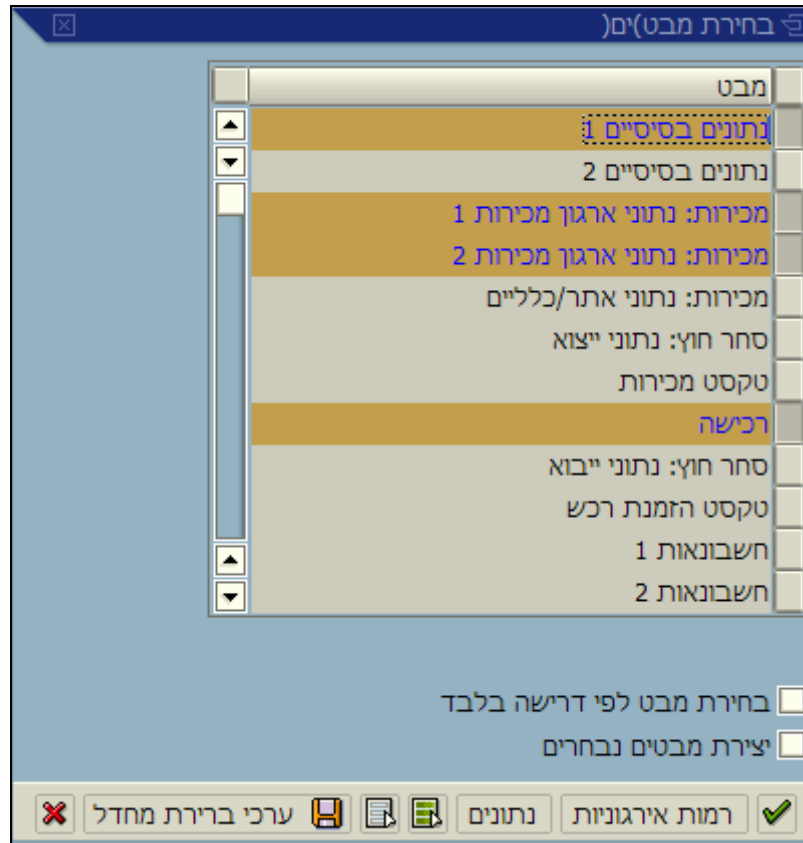 בחירת מבט)ים(
מבט
נתונים בסיסיים 1
נתונים בסיסיים 2
מכירות: נתוני ארגון מכירות 1
מכירות: נתוני ארגון מכירות 2
מכירות: נתוני אתר/כלליים
סחר חוץ: נתוני ייצוא
טקסט מכירות
רכישה
סחר חוץ: נתוני ייבוא
טקסט הזמנת רכש
חשבונאות 1
חשבונאות 2
בחירת מבט לפי דרישה בלבד
יצירת מבטים נבחרים
רמות אירגוניות נתונים ערכי ברירת מחדל